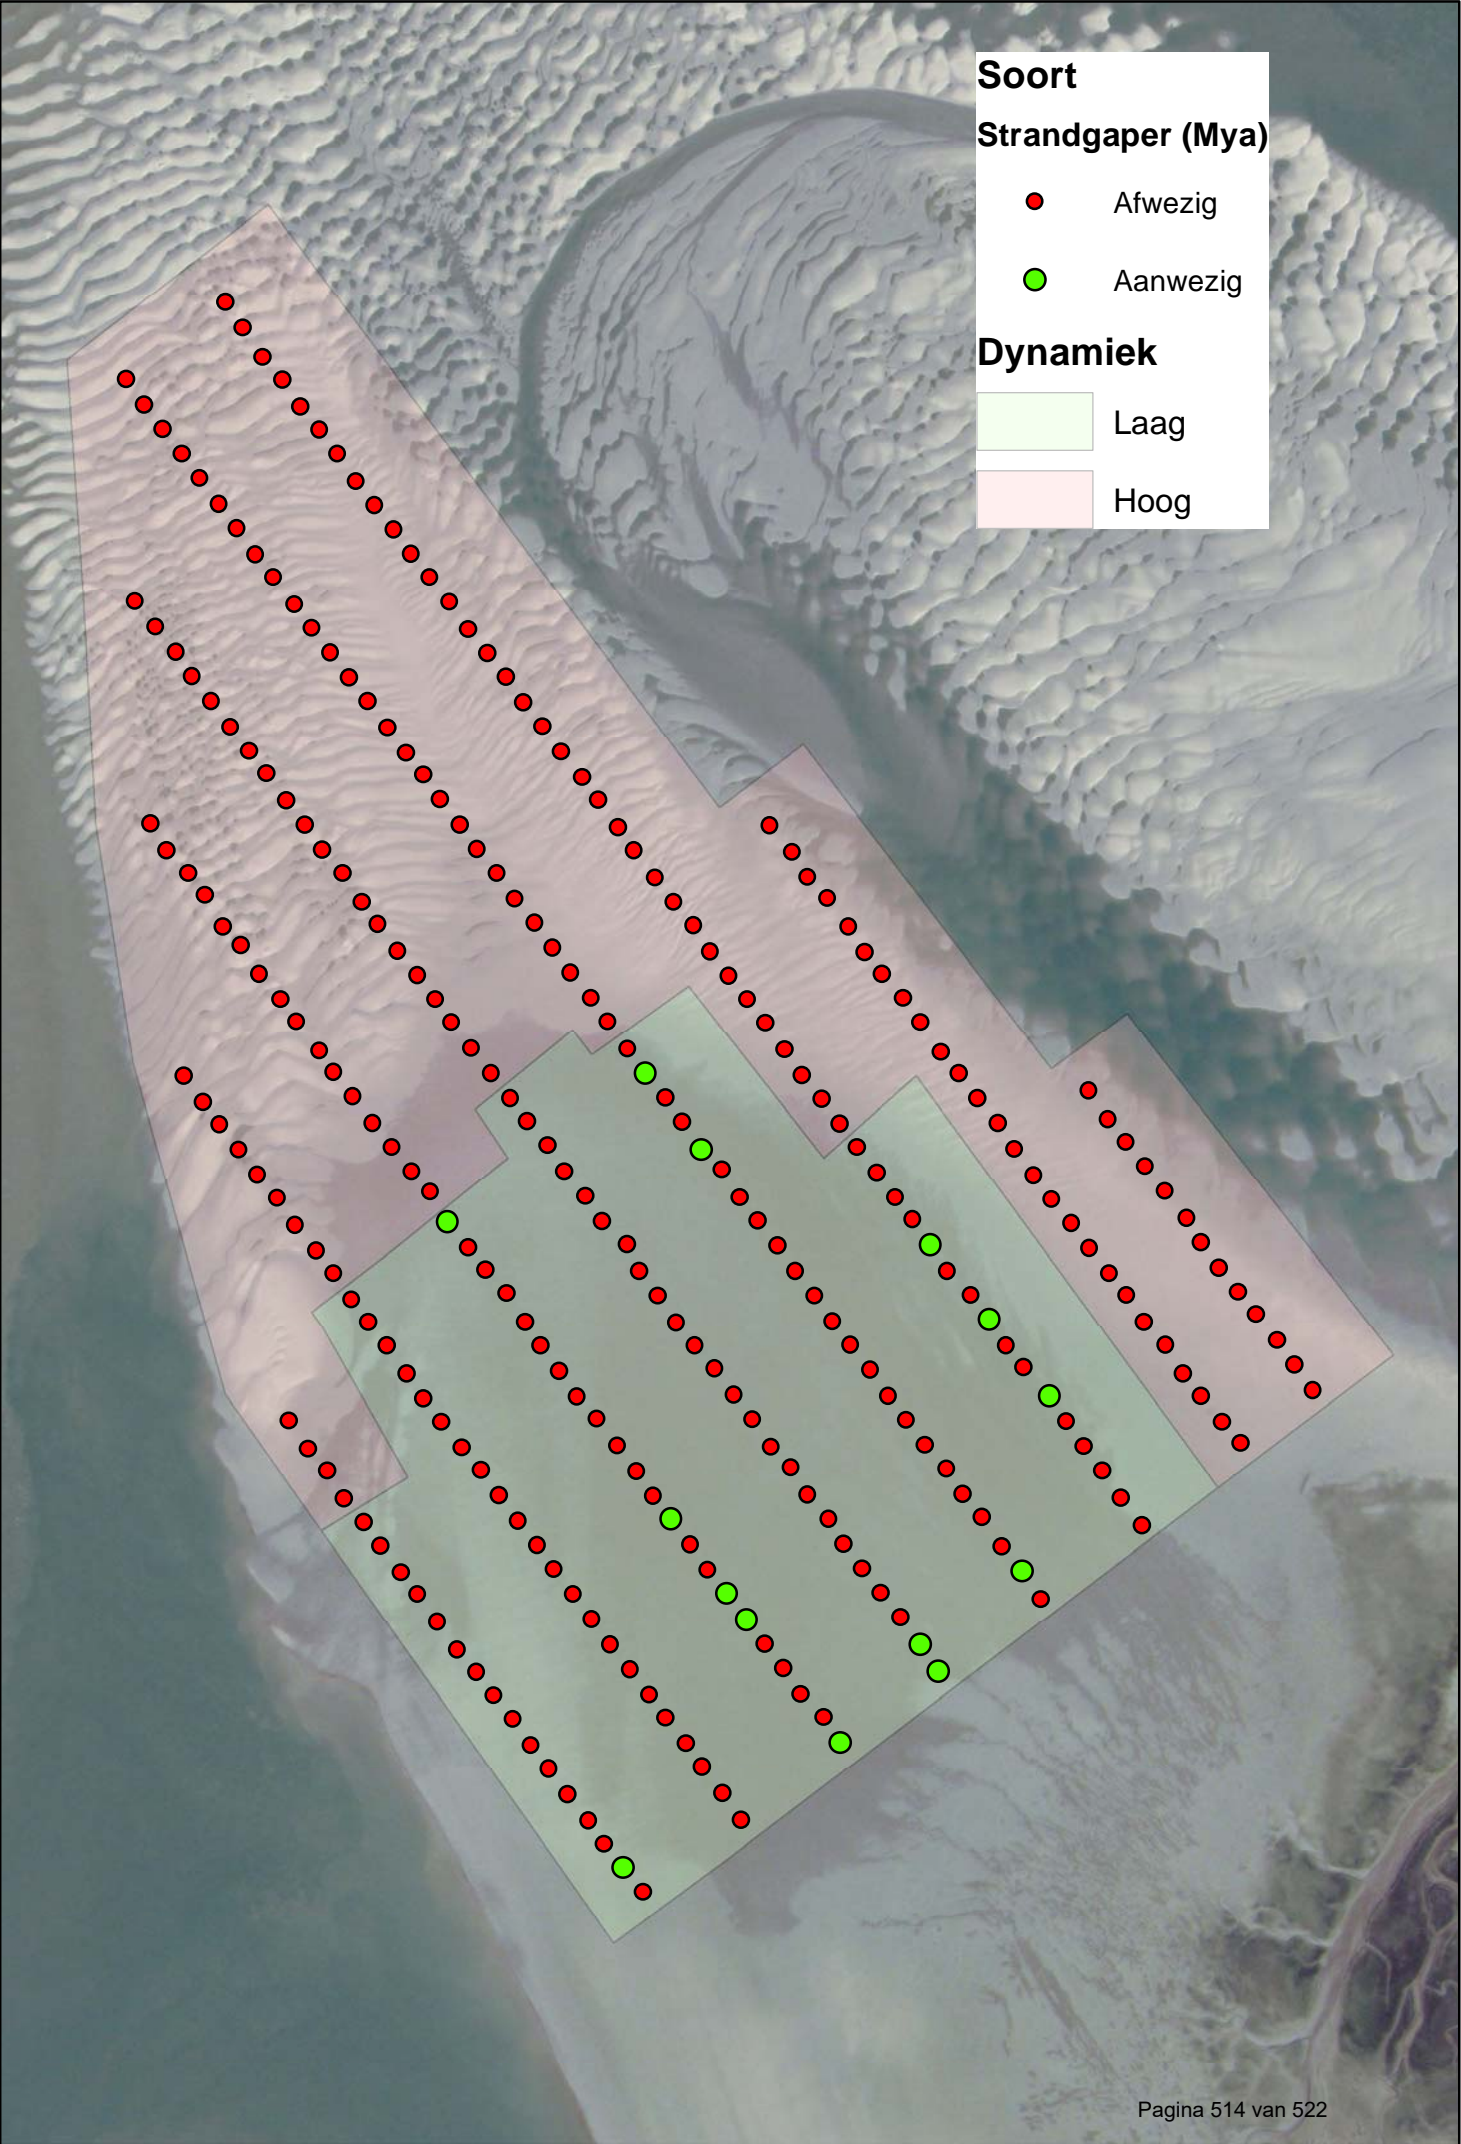 Soort
Strandgaper (Mya)
Afwezig
Aanwezig
Dynamiek
Laag
Hoog
Pagina 514 van 522